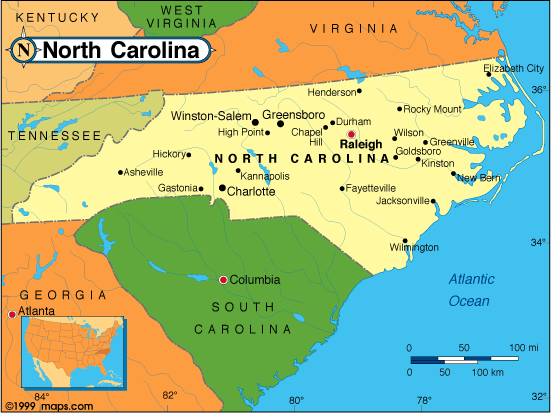 KENTUCKY
WEST
VIRGINIA
VIRGINIA
N
North Carolina
Elizabeth City
36°
Henderson
Rocky Mount
Winston-Salem
Greensboro
Durham
High Point
Chapel
Hill
Raleigh
Wilson
Greenville
TENNESSEE
NORTH CAROLINA
Goldsboro
Kinston
Hickory
Asheville
Kannapolis
New Bern
Gastonia
Charlotte
Fayetteville
Jacksonville
Wilmington
34°
Columbia
Atlantic
Ocean
GEORGIA
Atlanta
SOUTH
CAROLINA
0 50 100 mi
0 50 100 km
84°
82°
80°
78°
32°
©1999 maps.com